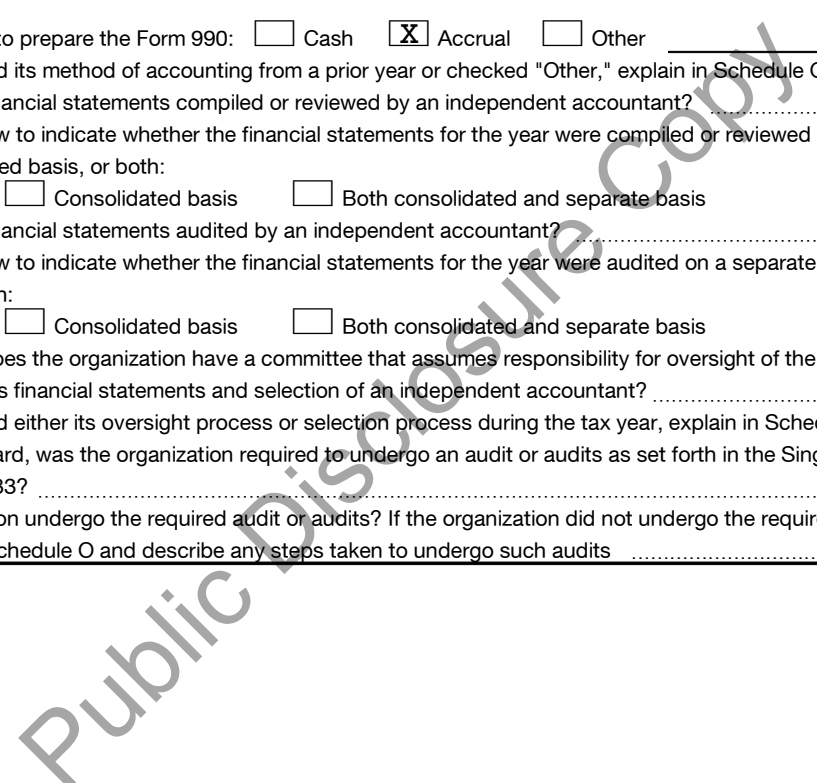 to prepare the Form 990: Cash X Accrual Other
d its method of accounting from a prior year or checked "Other," explain in Schedule O
nancial statements compiled or reviewed by an independent accountant?
w to indicate whether the financial statements for the year were compiled or reviewed
ed basis, or both:
Consolidated basis Both consolidated and separate basis
nancial statements audited by an independent accountant?
w to indicate whether the financial statements for the year were audited on a separate
n:
Consolidated basis Both consolidated and separate basis
oes the organization have a committee that assumes responsibility for oversight of the
s financial statements and selection of an independent accountant?
d either its oversight process or selection process during the tax year, explain in Sched
ard, was the organization required to undergo an audit or audits as set forth in the Sing
33?
on undergo the required audit or audits? If the organization did not undergo the requir
chedule O and describe any steps taken to undergo such audits
Public Disclosure Copy